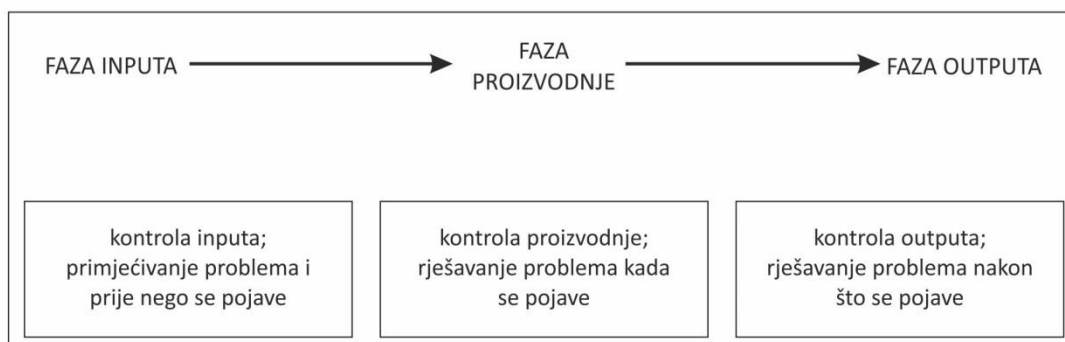 FAZA INPUTA
FAZA
PROIZVODNJE
FAZA OUTPUTA
kontrola inputa;
primjećivanje problema i
prije nego se pojave
kontrola proizvodnje;
rješavanje problema kada
se pojave
kontrola outputa;
rješavanje problema nakon
što se pojave